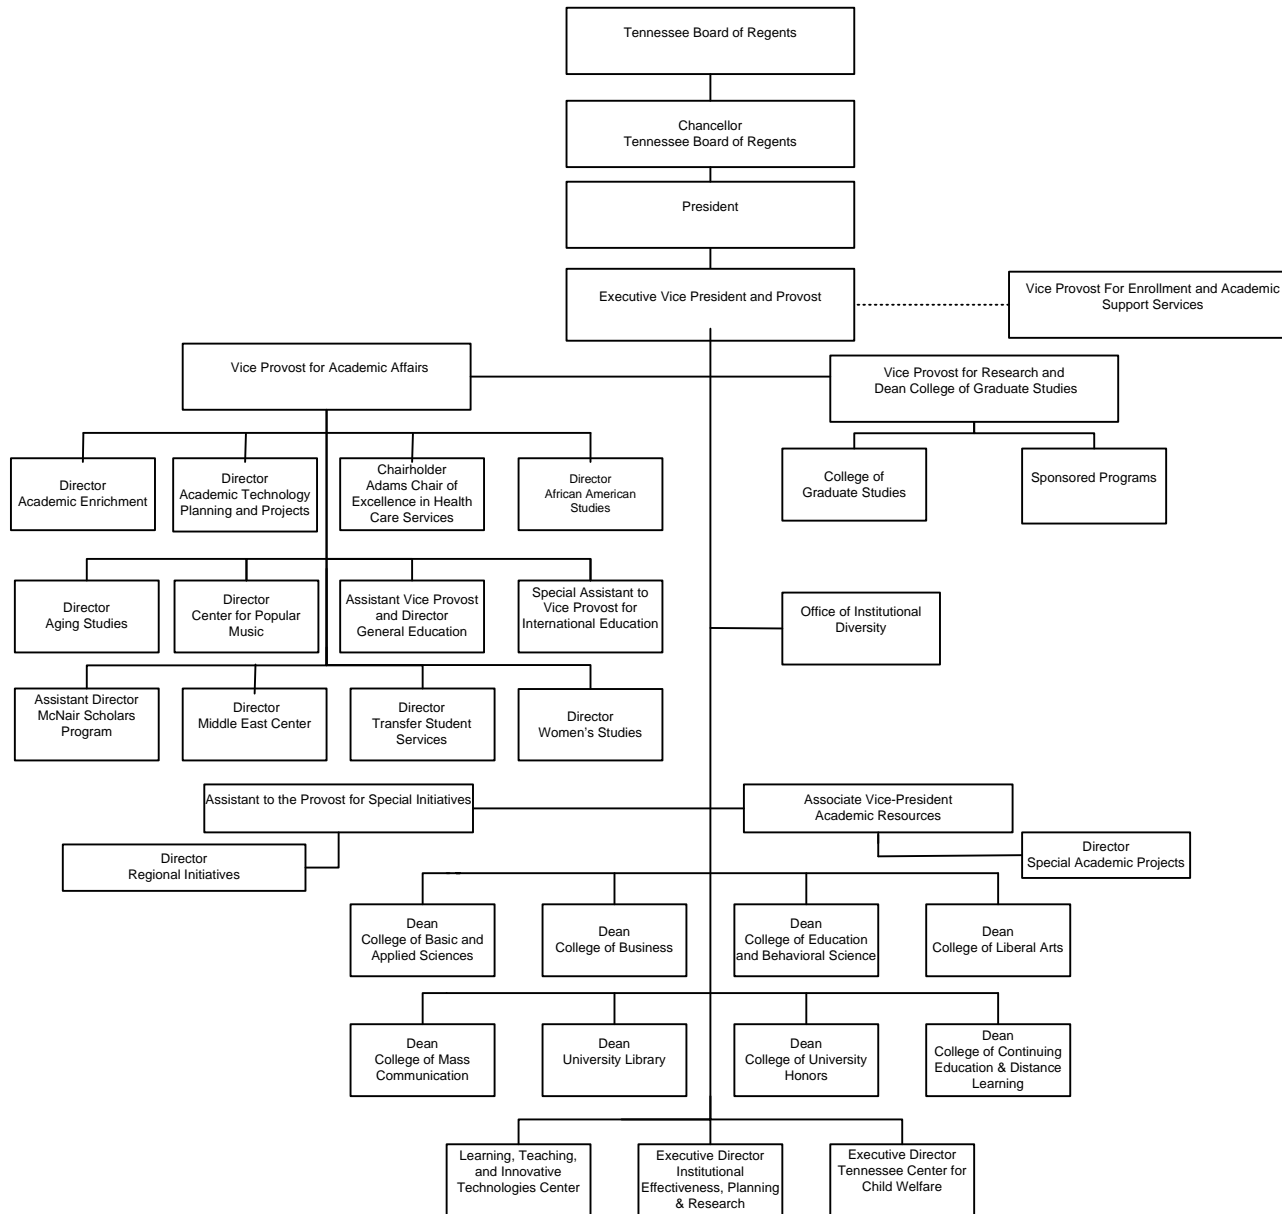 Tennessee Board of Regents
Chancellor
Tennessee Board of Regents
President
Executive Vice President and Provost
Vice Provost For Enrollment and Academic
Support Services
Vice Provost for Academic Affairs
Vice Provost for Research and
Dean College of Graduate Studies
Director
Academic Enrichment
Director
Academic Technology
Planning and Projects
Chairholder
Adams Chair of
Excellence in Health
Care Services
Director
African American
Studies
College of
Graduate Studies
Sponsored Programs
Director
Aging Studies
Director
Center for Popular
Music
Assistant Vice Provost
and Director
General Education
Special Assistant to
Vice Provost for
International Education
Office of Institutional
Diversity
Assistant Director
McNair Scholars
Program
Director
Middle East Center
Director
Transfer Student
Services
Director
Women's Studies
Assistant to the Provost for Special Initiatives
Associate Vice-President
Academic Resources
Director
Regional Initiatives
Director
Special Academic Projects
Dean
College of Basic and
Applied Sciences
Dean
College of Business
Dean
College of Education
and Behavioral Science
Dean
College of Liberal Arts
Dean
College of Mass
Communication
Dean
University Library
Dean
College of University
Honors
Dean
College of Continuing
Education & Distance
Learning
Learning, Teaching,
and Innovative
Technologies Center
Executive Director
Institutional
Effectiveness, Planning
& Research
Executive Director
Tennessee Center for
Child Welfare